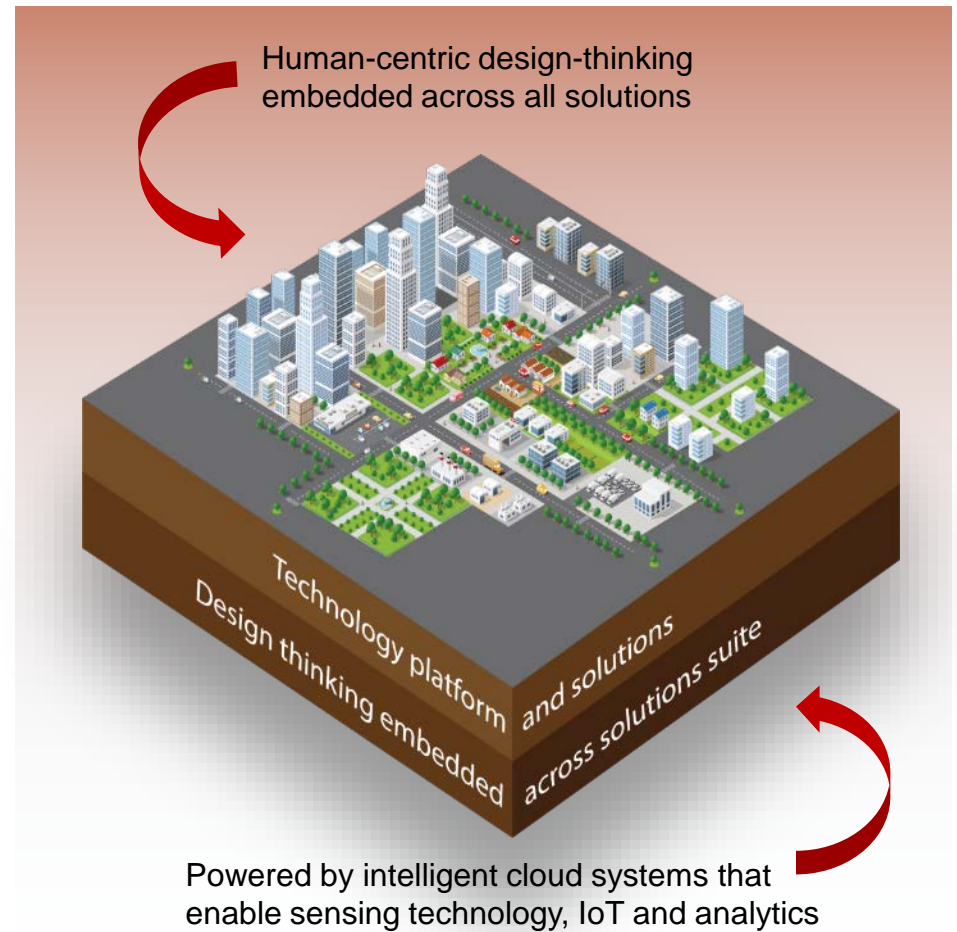 Human-centric design-thinking
embedded across all solutions
Technology platform and solutions
Design thinking embedded across solutions suite
Powered by intelligent cloud systems that
enable sensing technology, IoT and analytics